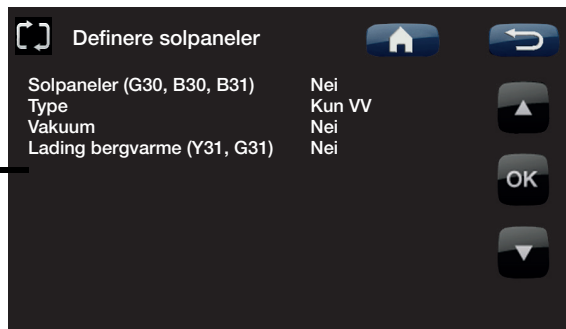 Definere solpaneler
Solpaneler (G30, B30, B31) Nei
Type Kun VV
Vakuum Nei
Lading bergvarme (Y31, G31) Nei
OK